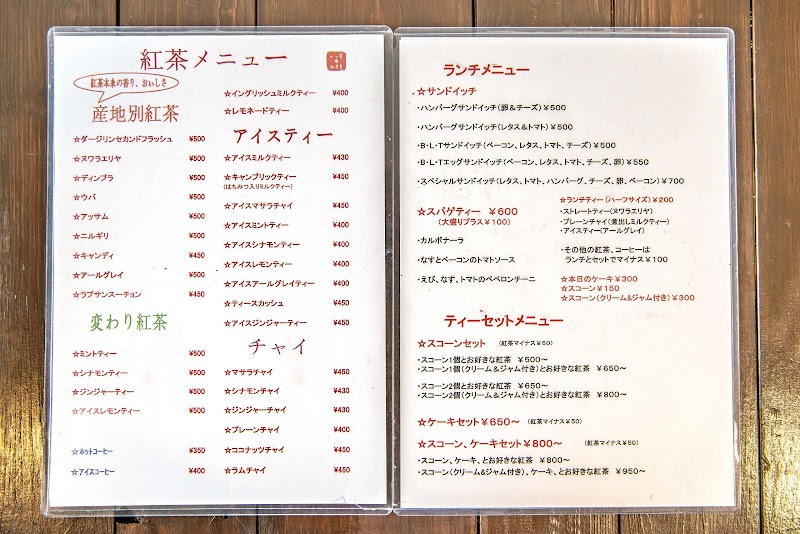 紅茶メニュー
紅茶本来の香り、おいしさ
産地別紅茶
☆ダージリンセカンドフラッシュ ¥500
☆ヌワラエリヤ ¥500
☆ディンブラ ¥500
☆ウバ ¥500
☆アッサム ¥500
☆ニルギリ ¥500
☆キャンディ ¥450
☆アールグレイ ¥500
☆ラプサンスーチョン ¥450
変わり紅茶
☆ミントティー ¥500
☆シナモンティー ¥500
☆ジンジャーティー ¥500
☆アイスレモンティー ¥400
☆ホットコーヒー ¥350
☆アイスコーヒー ¥400
☆イングリッシュミルクティー ¥400
☆レモネードティー ¥400
アイスティー
☆アイスミルクティー ¥430
☆キャンブリックティー ¥450
(はちみつ入りミルクティー)
☆アイスマサラチャイ ¥450
☆アイスミントティー ¥400
☆アイスシナモンティー ¥400
☆アイスレモンティー ¥400
☆アイスアールグレイティー ¥400
☆ティースカッシュ ¥450
☆アイスジンジャーティー ¥450
チャイ
☆マサラチャイ ¥450
☆シナモンチャイ ¥430
☆ジンジャーチャイ ¥430
☆プレーンチャイ ¥400
☆ココナッツチャイ ¥450
☆ラムチャイ ¥450
ランチメニュー
☆サンドイッチ
・ハンバーグサンドイッチ(卵&チーズ)¥500
・ハンバーグサンドイッチ(レタス&トマト)¥500
・B・L・Tサンドイッチ(ベーコン、レタス、トマト、チーズ)¥500
・B・L・Tエッグサンドイッチ(ベーコン、レタス、トマト、チーズ、卵)¥550
・スペシャルサンドイッチ(レタス、トマト、ハンバーグ、チーズ、卵、ベーコン)¥700
☆スパゲティー ¥600
(大盛りプラス¥100)
・カルボナーラ
・なすとベーコンのトマトソース
・えび、なす、トマトのペペロンチーニ
☆ランチティー(ハーフサイズ)¥200
・ストレートティー(ヌワラエリヤ)
・プレーンチャイ(煮出しミルクティー)
・アイスティー(アールグレイ)
・その他の紅茶、コーヒーは
ランチとセットでマイナス¥100
☆本日のケーキ¥300
☆スコーン¥150
☆スコーン(クリーム&ジャム付き)¥300
ティーセットメニュー
☆スコーンセット (紅茶マイナス¥50)
・スコーン1個とお好きな紅茶 ¥500～
・スコーン1個(クリーム&ジャム付き)とお好きな紅茶 ¥650～
・スコーン2個とお好きな紅茶 ¥650～
・スコーン2個(クリーム&ジャム付き)とお好きな紅茶 ¥800～
☆ケーキセット¥650～ (紅茶マイナス¥50)
☆スコーン、ケーキセット¥800～ (紅茶マイナス¥50)
・スコーン、ケーキ、とお好きな紅茶 ¥800～
・スコーン(クリーム&ジャム付き)、ケーキ、とお好きな紅茶 ¥950～